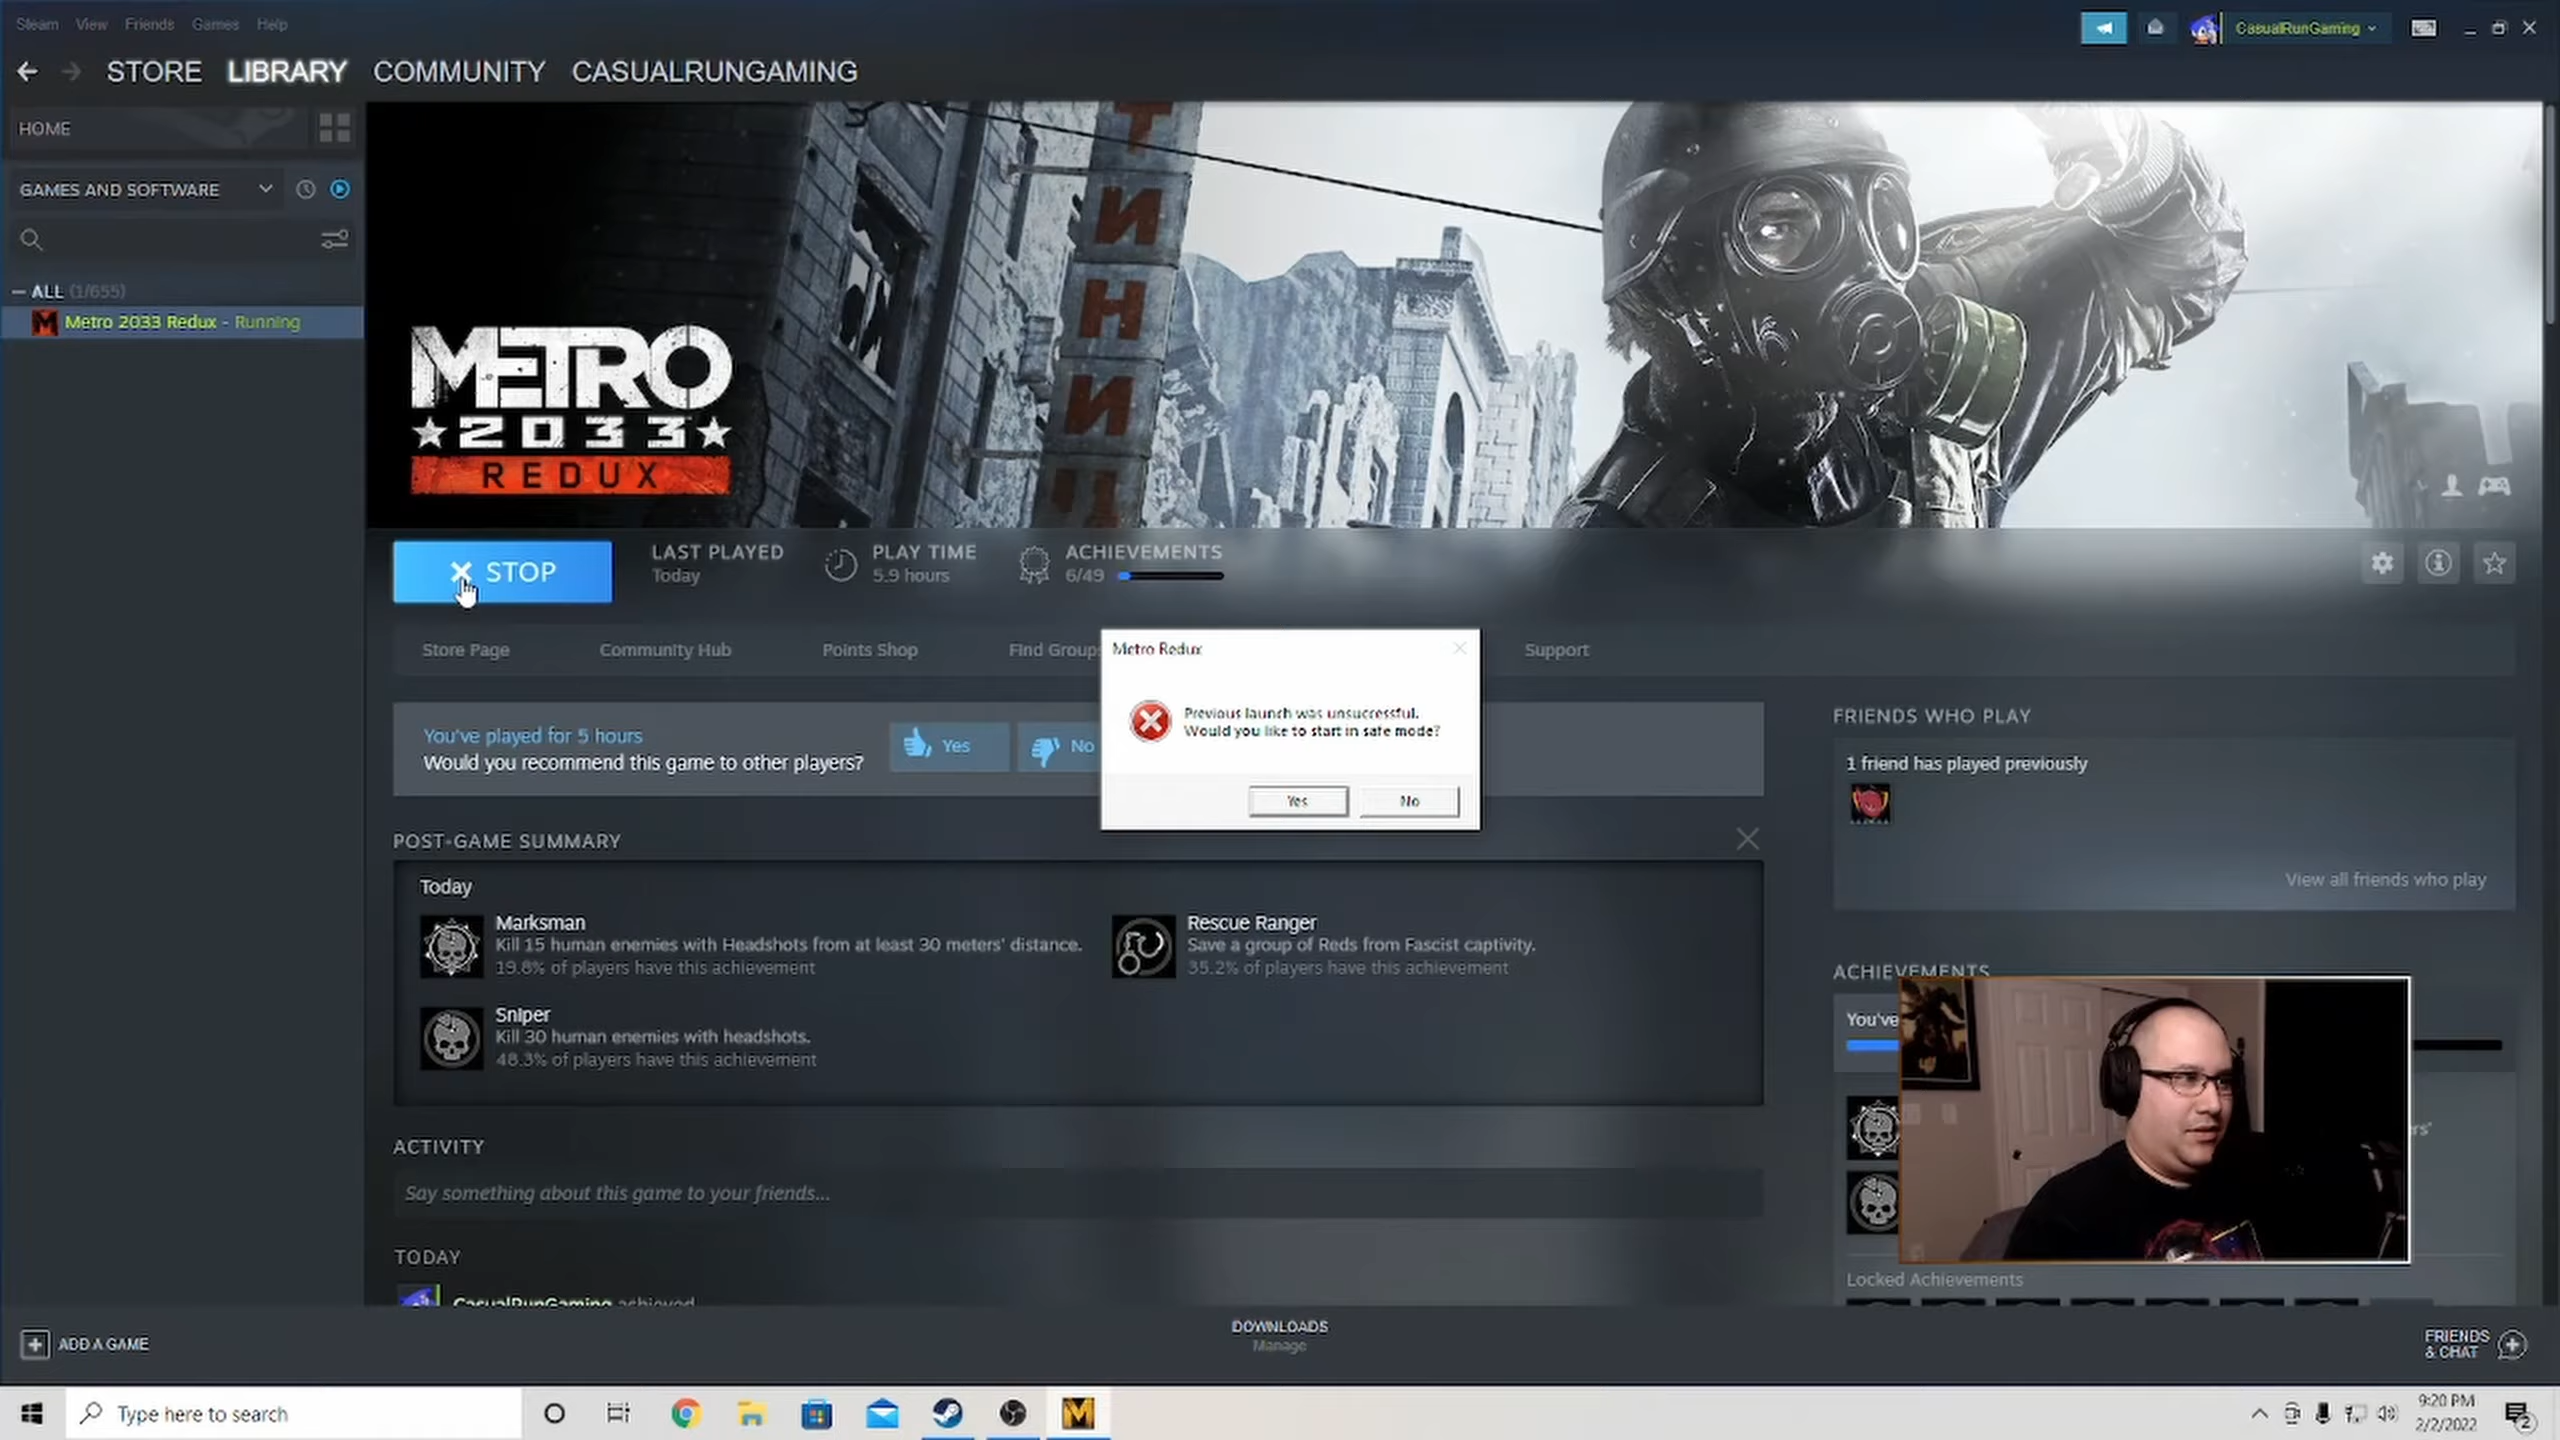 Steam View Friends Games Help
CasualRunGaming
STORE LIBRARY COMMUNITY CASUALRUNGAMING
HOME
GAMES AND SOFTWARE
— ALL (1/655)
Metro 2033 Redux - Running
ТИНИЦ
METRO
2033
REDUX
STOP
LAST PLAYED
Today
PLAY TIME
5.9 hours
ACHIEVEMENTS
6/49
Store Page Community Hub Points Shop Find Groups Support
Metro Redux
Previous launch was unsuccessful.
Would you like to start in safe mode?
Yes No
You've played for 5 hours
Would you recommend this game to other players?
Yes No
POST-GAME SUMMARY
Today
Marksman
Kill 15 human enemies with Headshots from at least 30 meters' distance.
19.8% of players have this achievement
Rescue Ranger
Save a group of Reds from Fascist captivity.
35.2% of players have this achievement
Sniper
Kill 30 human enemies with headshots.
48.3% of players have this achievement
ACTIVITY
Say something about this game to your friends...
TODAY
CasualRunGaming achieved
FRIENDS WHO PLAY
1 friend has played previously
View all friends who play
ACHIEVEMENTS
You've
rs'
Locked Achievements
ADD A GAME
DOWNLOADS
Manage
FRIENDS
& CHAT
Type here to search
9:20 PM
2/2/2022
2